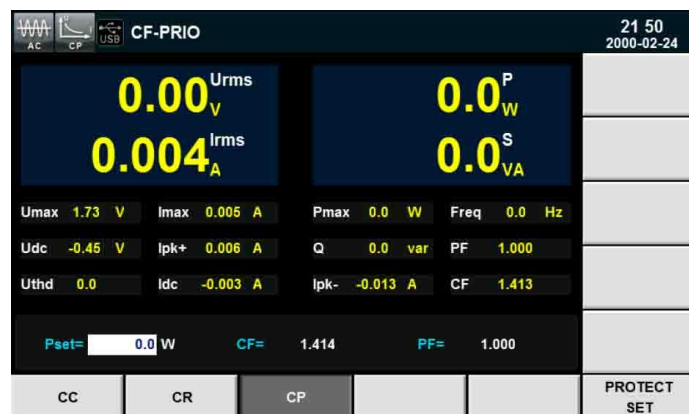 AC CP USB CF-PRIO 21 50
2000-02-24
0.00 Urms V 0.0 P W
0.004 Irms A 0.0 S VA
Umax 1.73 V Imax 0.005 A Pmax 0.0 W Freq 0.0 Hz
Udc -0.45 V Ipk+ 0.006 A Q 0.0 var PF 1.000
Uthd 0.0 Idc -0.003 A Ipk- -0.013 A CF 1.413
Pset= 0.0 W CF= 1.414 PF= 1.000
CC CR CP PROTECT
SET